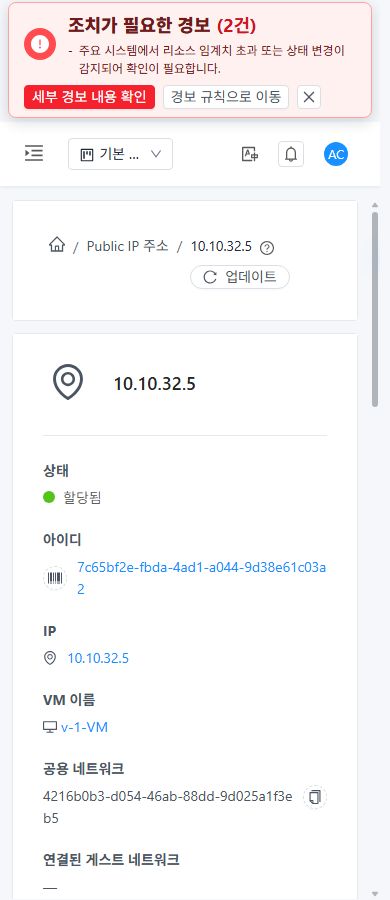 조치가 필요한 경보 (2건)
- 주요 시스템에서 리소스 임계치 초과 또는 상태 변경이
감지되어 확인이 필요합니다.
세부 경보 내용 확인 경보 규칙으로 이동
기본 ... AC
/ Public IP 주소 / 10.10.32.5
업데이트
10.10.32.5
상태
할당됨
아이디
7c65bf2e-fbda-4ad1-a044-9d38e61c03a
2
IP
10.10.32.5
VM 이름
v-1-VM
공용 네트워크
4216b0b3-d054-46ab-88dd-9d025a1f3e
b5
연결된 게스트 네트워크
—